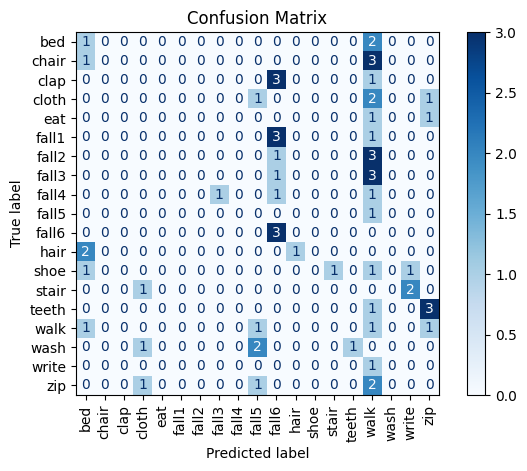 Confusion Matrix
bed 1 0 0 0 0 0 0 0 0 0 0 0 0 0 0 2 0 0 0
chair 1 0 0 0 0 0 0 0 0 0 0 0 0 0 0 3 0 0 0
clap 0 0 0 0 0 0 0 0 0 0 3 0 0 0 0 1 0 0 0
cloth 0 0 0 0 0 0 0 0 0 1 0 0 0 0 0 2 0 0 1
eat 0 0 0 0 0 0 0 0 0 0 0 0 0 0 0 1 0 0 1
fall1 0 0 0 0 0 0 0 0 0 0 3 0 0 0 0 1 0 0 0
fall2 0 0 0 0 0 0 0 0 0 0 1 0 0 0 0 3 0 0 0
fall3 0 0 0 0 0 0 0 0 0 0 1 0 0 0 0 3 0 0 0
fall4 0 0 0 0 0 0 0 1 0 0 1 0 0 0 0 1 0 0 0
fall5 0 0 0 0 0 0 0 0 0 0 0 0 0 0 0 1 0 0 0
fall6 0 0 0 0 0 0 0 0 0 0 3 0 0 0 0 0 0 0 0
hair 2 0 0 0 0 0 0 0 0 0 0 1 0 0 0 0 0 0 0
shoe 1 0 0 0 0 0 0 0 0 0 0 0 0 1 0 1 0 1 0
stair 0 0 0 1 0 0 0 0 0 0 0 0 0 0 0 0 0 2 0
teeth 0 0 0 0 0 0 0 0 0 0 0 0 0 0 0 1 0 0 3
walk 1 0 0 0 0 0 0 0 0 1 0 0 0 0 0 1 0 0 1
wash 0 0 0 1 0 0 0 0 0 2 0 0 0 0 1 0 0 0 0
write 0 0 0 0 0 0 0 0 0 0 0 0 0 0 0 1 0 0 0
zip 0 0 0 1 0 0 0 0 0 1 0 0 0 0 0 2 0 0 0
True label
bed chair clap cloth eat fall1 fall2 fall3 fall4 fall5 fall6 hair shoe stair teeth walk wash write zip
Predicted label
3.0
2.5
2.0
1.5
1.0
0.5
0.0